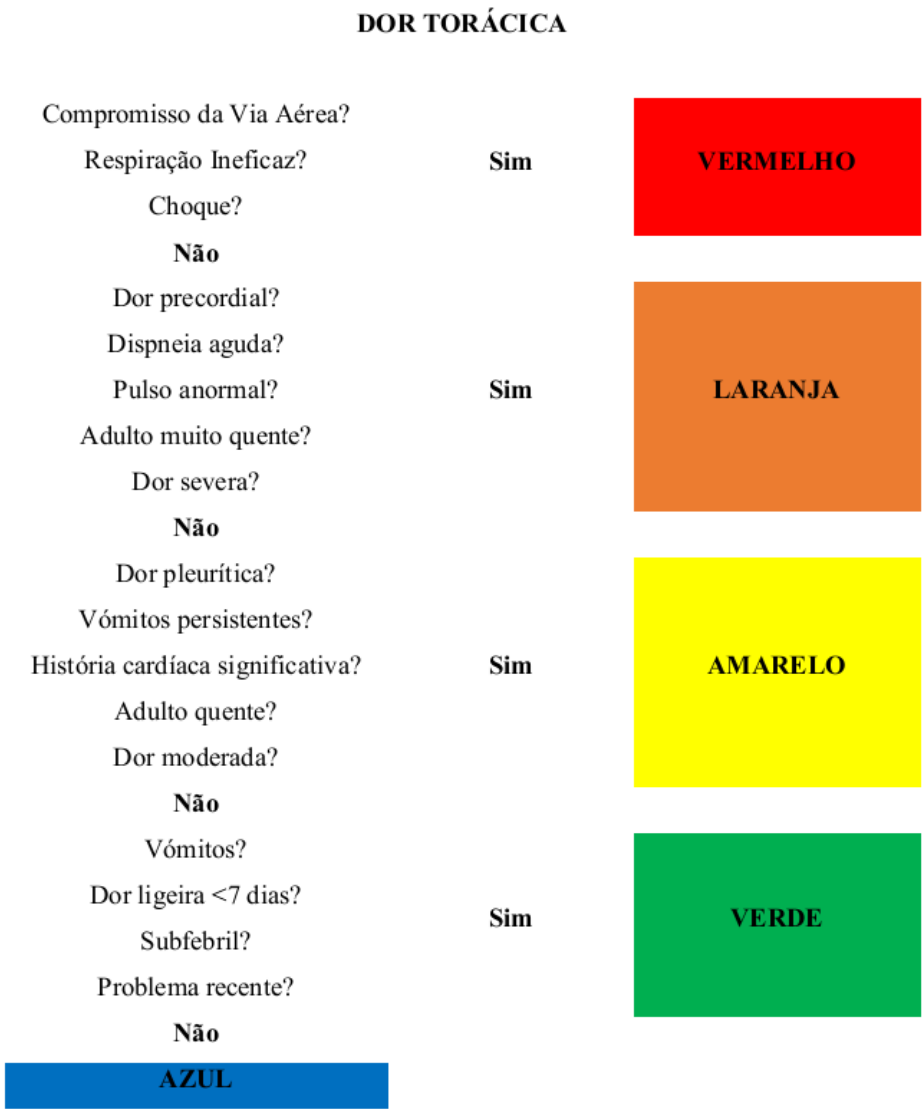 DOR TORÁCICA
Compromisso da Via Aérea?
Respiração Ineficaz?
Sim
VERMELHO
Choque?
Não
Dor precordial?
Dispneia aguda?
Pulso anormal?
Sim
LARANJA
Adulto muito quente?
Dor severa?
Não
Dor pleurítica?
Vómitos persistentes?
História cardíaca significativa?
Sim
AMARELO
Adulto quente?
Dor moderada?
Não
Vómitos?
Dor ligeira <7 dias?
Sim
VERDE
Subfebril?
Problema recente?
Não
AZUL